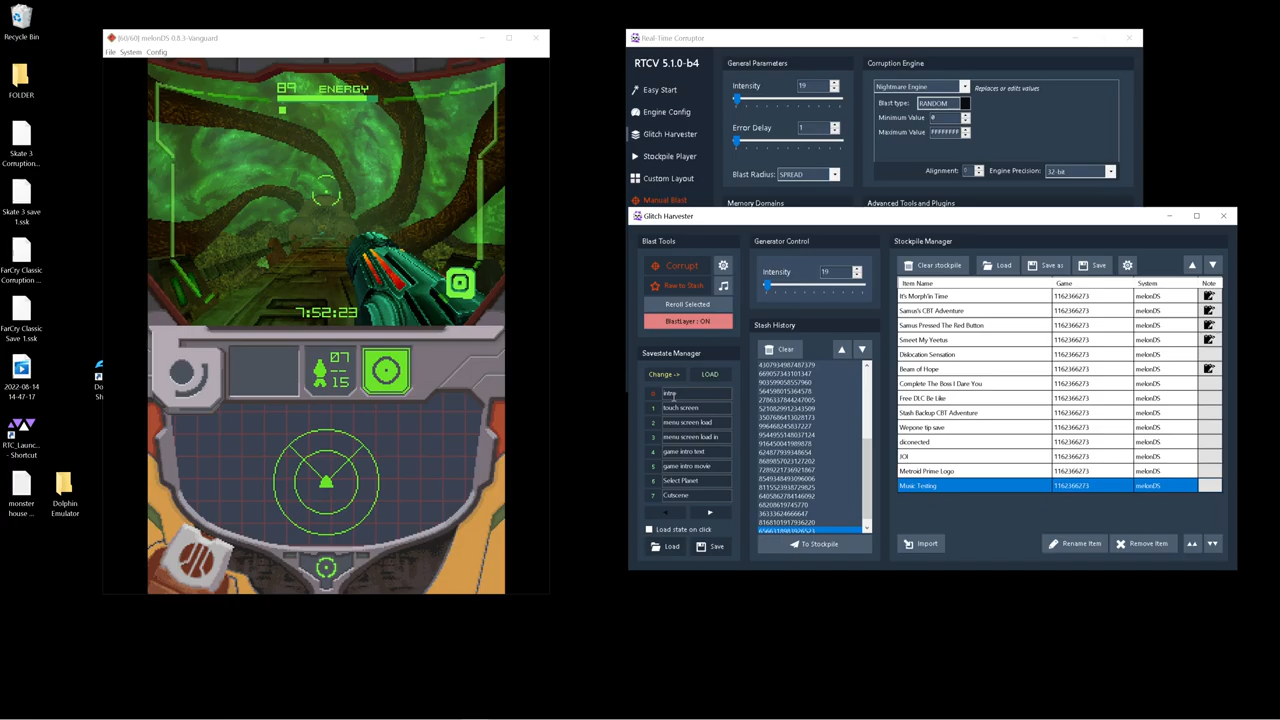 Recycle Bin
FOLDER
Skate 3
Corruption...
Skate 3 save
1.ssk
FarCry Classic
Corruption ...
FarCry Classic
Save 1.ssk
2022-08-14
14-47-17
RTC_Launc...
- Shortcut
monster
house ...
Dolphin
Emulator
[60/60] melonDS 0.8.3-Vanguard
File System Config
89 ENERGY
7:52:23
07
15
Real-Time Corruptor
RTCV 5.1.0-b4
Easy Start
Engine Config
Glitch Harvester
Stockpile Player
Custom Layout
Manual Blast
General Parameters
Intensity 19
Error Delay 1
Blast Radius: SPREAD
Memory Domains
Corruption Engine
Nightmare Engine Replaces or edits values
Blast type: RANDOM
Minimum Value 0
Maximum Value FFFFFFFF
Alignment: 0 Engine Precision: 32-bit
Advanced Tools and Plugins
Glitch Harvester
Blast Tools
Corrupt
Raw to Stash
Reroll Selected
BlastLayer : ON
Savestate Manager
Change -> LOAD
0 intro
1 touch screen
2 menu screen load
3 menu screen load in
4 game intro text
5 game intro movie
6 Select Planet
7 Cutscene
Load state on click
Load Save
Generator Control
Intensity 19
Stash History
Clear
To Stockpile
Stockpile Manager
Clear stockpile Load Save as Save
Item Name Game System Note
It's Morph'in Time 1162366273 melonDS
Samus's CBT Adventure 1162366273 melonDS
Samus Pressed The Red Button 1162366273 melonDS
Smeet My Yeetus 1162366273 melonDS
Dislocation Sensation 1162366273 melonDS
Beam of Hope 1162366273 melonDS
Complete The Boss I Dare You 1162366273 melonDS
Free DLC Be Like 1162366273 melonDS
Stash Backup CBT Adventure 1162366273 melonDS
Wepone tip save 1162366273 melonDS
diconected 1162366273 melonDS
JOI 1162366273 melonDS
Metroid Prime Logo 1162366273 melonDS
Music Testing 1162366273 melonDS
Import Rename Item Remove Item